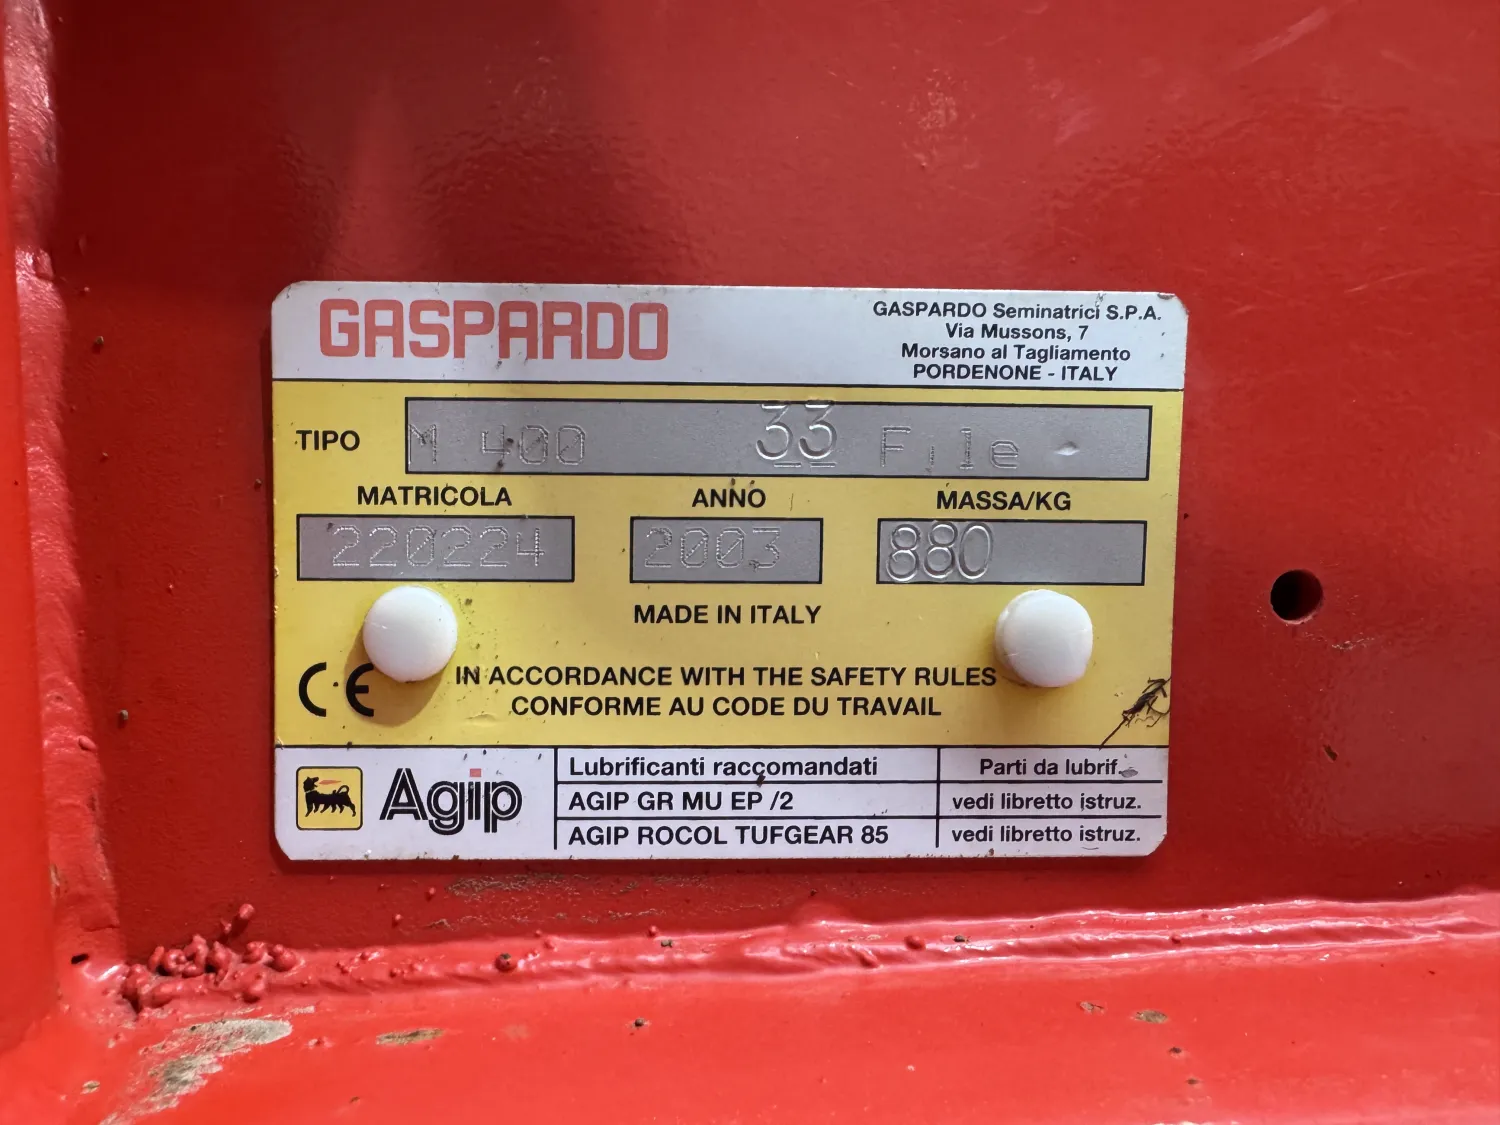 GASPARDO
GASPARDO Seminatrici S.P.A.
Via Mussons, 7
Morsano al Tagliamento
PORDENONE - ITALY
TIPO M 400 33 File
MATRICOLA ANNO MASSA/KG
220224 2003 880
MADE IN ITALY
CE IN ACCORDANCE WITH THE SAFETY RULES
CONFORME AU CODE DU TRAVAIL
Agip
Lubrificanti raccomandati Parti da lubrif.
AGIP GR MU EP /2 vedi libretto istruz.
AGIP ROCOL TUFGEAR 85 vedi libretto istruz.